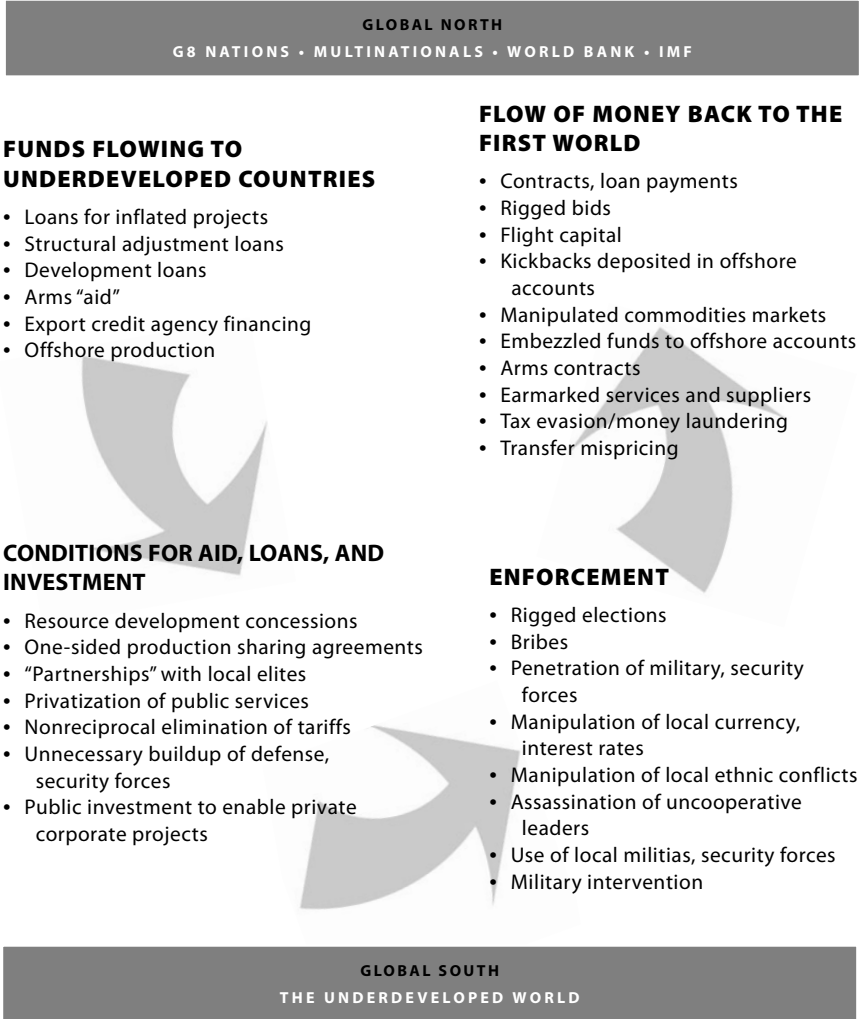 GLOBAL NORTH
G8 NATIONS • MULTINATIONALS • WORLD BANK • IMF
FUNDS FLOWING TO
UNDERDEVELOPED COUNTRIES
• Loans for inflated projects
• Structural adjustment loans
• Development loans
• Arms “aid”
• Export credit agency financing
• Offshore production
FLOW OF MONEY BACK TO THE
FIRST WORLD
• Contracts, loan payments
• Rigged bids
• Flight capital
• Kickbacks deposited in offshore
accounts
• Manipulated commodities markets
• Embezzled funds to offshore accounts
• Arms contracts
• Earmarked services and suppliers
• Tax evasion/money laundering
• Transfer mispricing
CONDITIONS FOR AID, LOANS, AND
INVESTMENT
• Resource development concessions
• One-sided production sharing agreements
• “Partnerships” with local elites
• Privatization of public services
• Nonreciprocal elimination of tariffs
• Unnecessary buildup of defense,
security forces
• Public investment to enable private
corporate projects
ENFORCEMENT
• Rigged elections
• Bribes
• Penetration of military, security
forces
• Manipulation of local currency,
interest rates
• Manipulation of local ethnic conflicts
• Assassination of uncooperative
leaders
• Use of local militias, security forces
• Military intervention
GLOBAL SOUTH
THE UNDERDEVELOPED WORLD